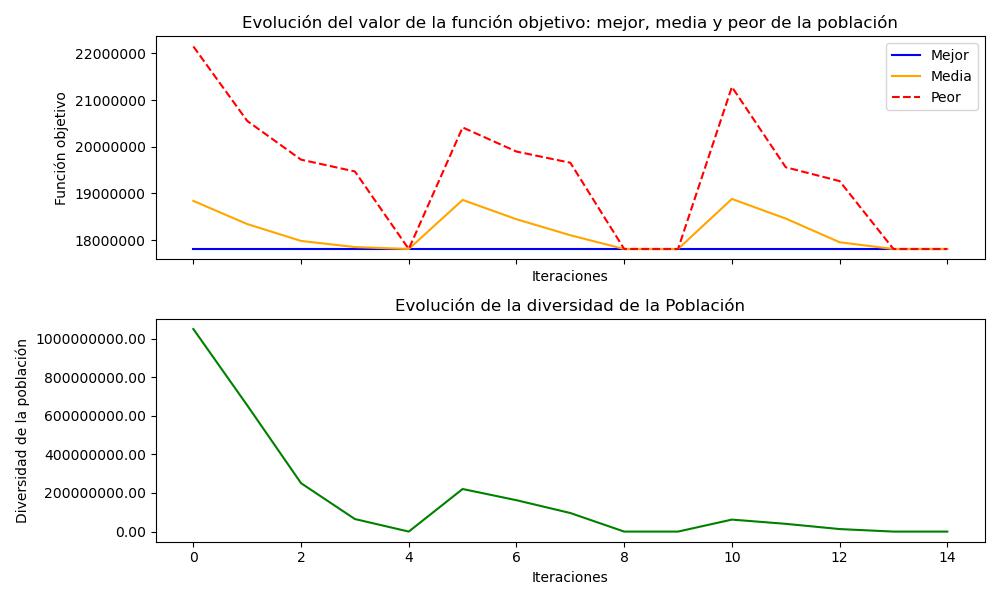 Evolución del valor de la función objetivo: mejor, media y peor de la población
22000000
21000000
20000000
19000000
18000000
Función objetivo
Mejor
Media
Peor
Iteraciones
Evolución de la diversidad de la Población
1000000000.00
800000000.00
600000000.00
400000000.00
200000000.00
0.00
Diversidad de la población
0 2 4 6 8 10 12 14
Iteraciones